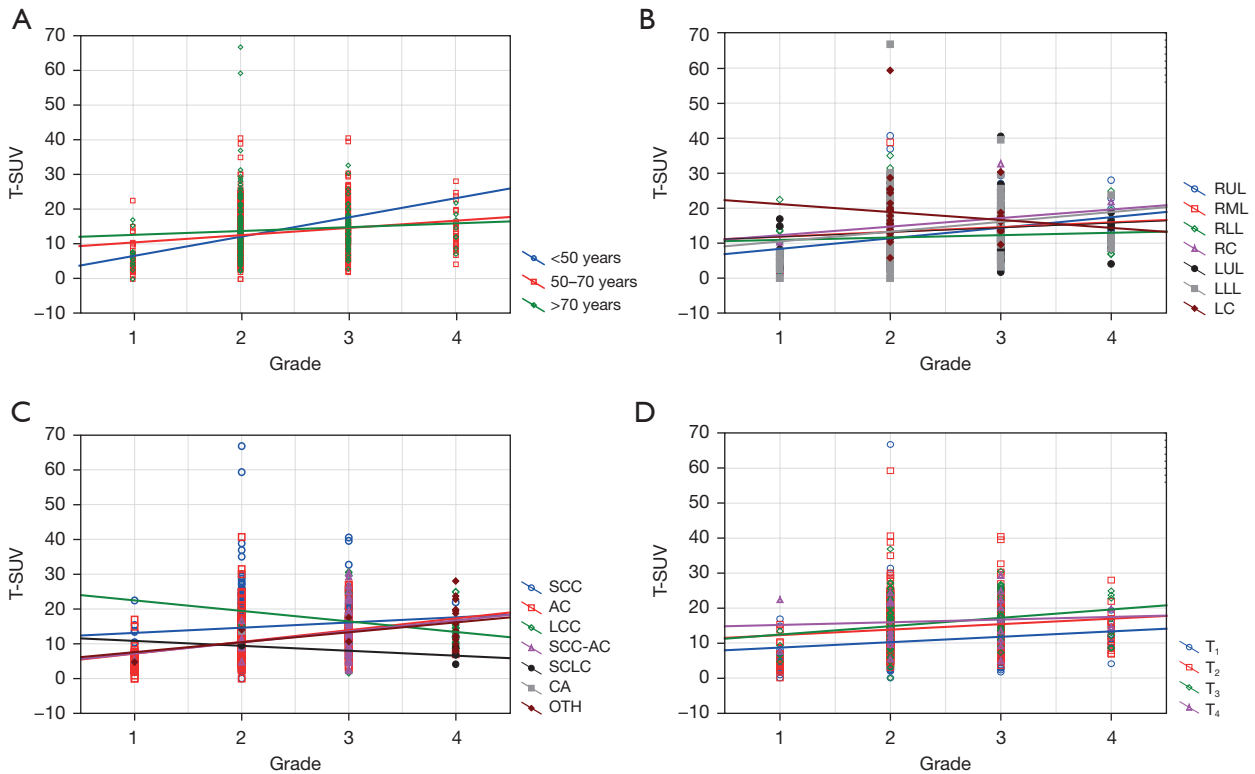 A
70
60
50
40
30
20
10
0
−10
T-SUV
1 2 3 4
Grade
<50 years
50–70 years
>70 years
B
70
60
50
40
30
20
10
0
−10
T-SUV
1 2 3 4
Grade
RUL
RML
RLL
RC
LUL
LLL
LC
C
70
60
50
40
30
20
10
0
−10
T-SUV
1 2 3 4
Grade
SCC
AC
LCC
SCC-AC
SCLC
CA
OTH
D
70
60
50
40
30
20
10
0
−10
T-SUV
1 2 3 4
Grade
T₁
T₂
T₃
T₄